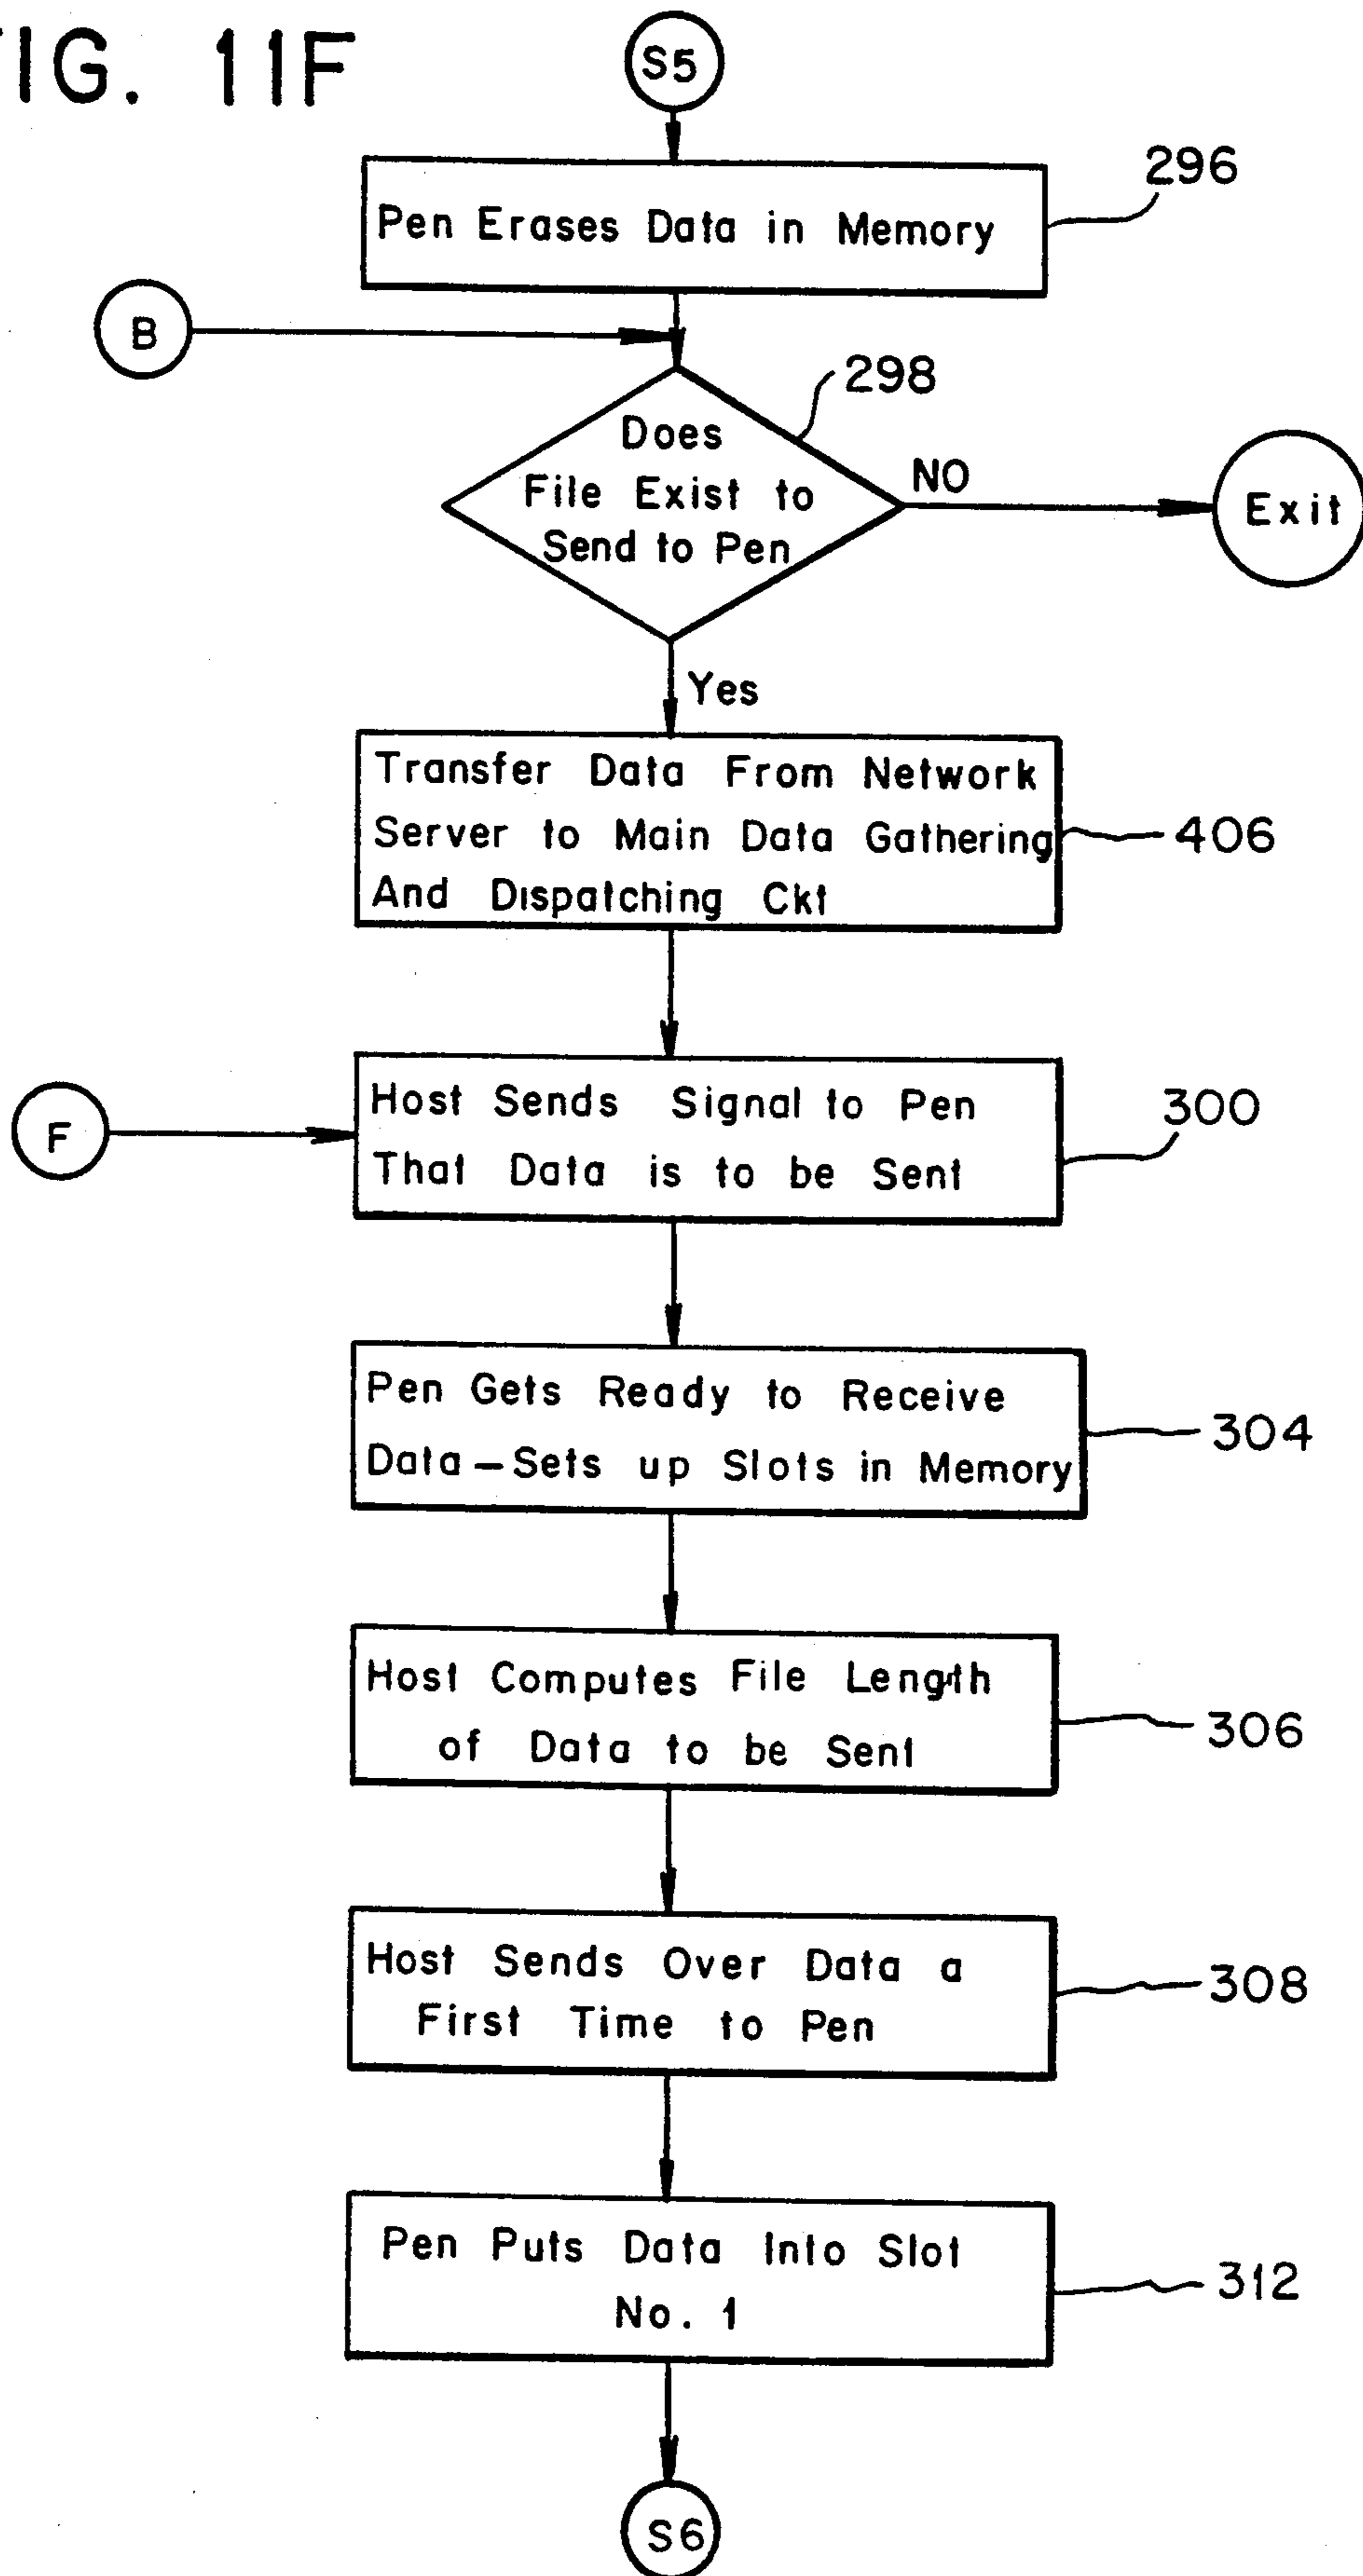 FIG. 11F
S5
Pen Erases Data in Memory
296
B
298
Does
File Exist to
Send to Pen
NO
Exit
Yes
Transfer Data From Network
Server to Main Data Gathering
And Dispatching Ckt
406
F
Host Sends Signal to Pen
That Data is to be Sent
300
Pen Gets Ready to Receive
Data-Sets up Slots in Memory
304
Host Computes File Length
of Data to be Sent
306
Host Sends Over Data a
First Time to Pen
308
Pen Puts Data Into Slot
No. 1
312
S6